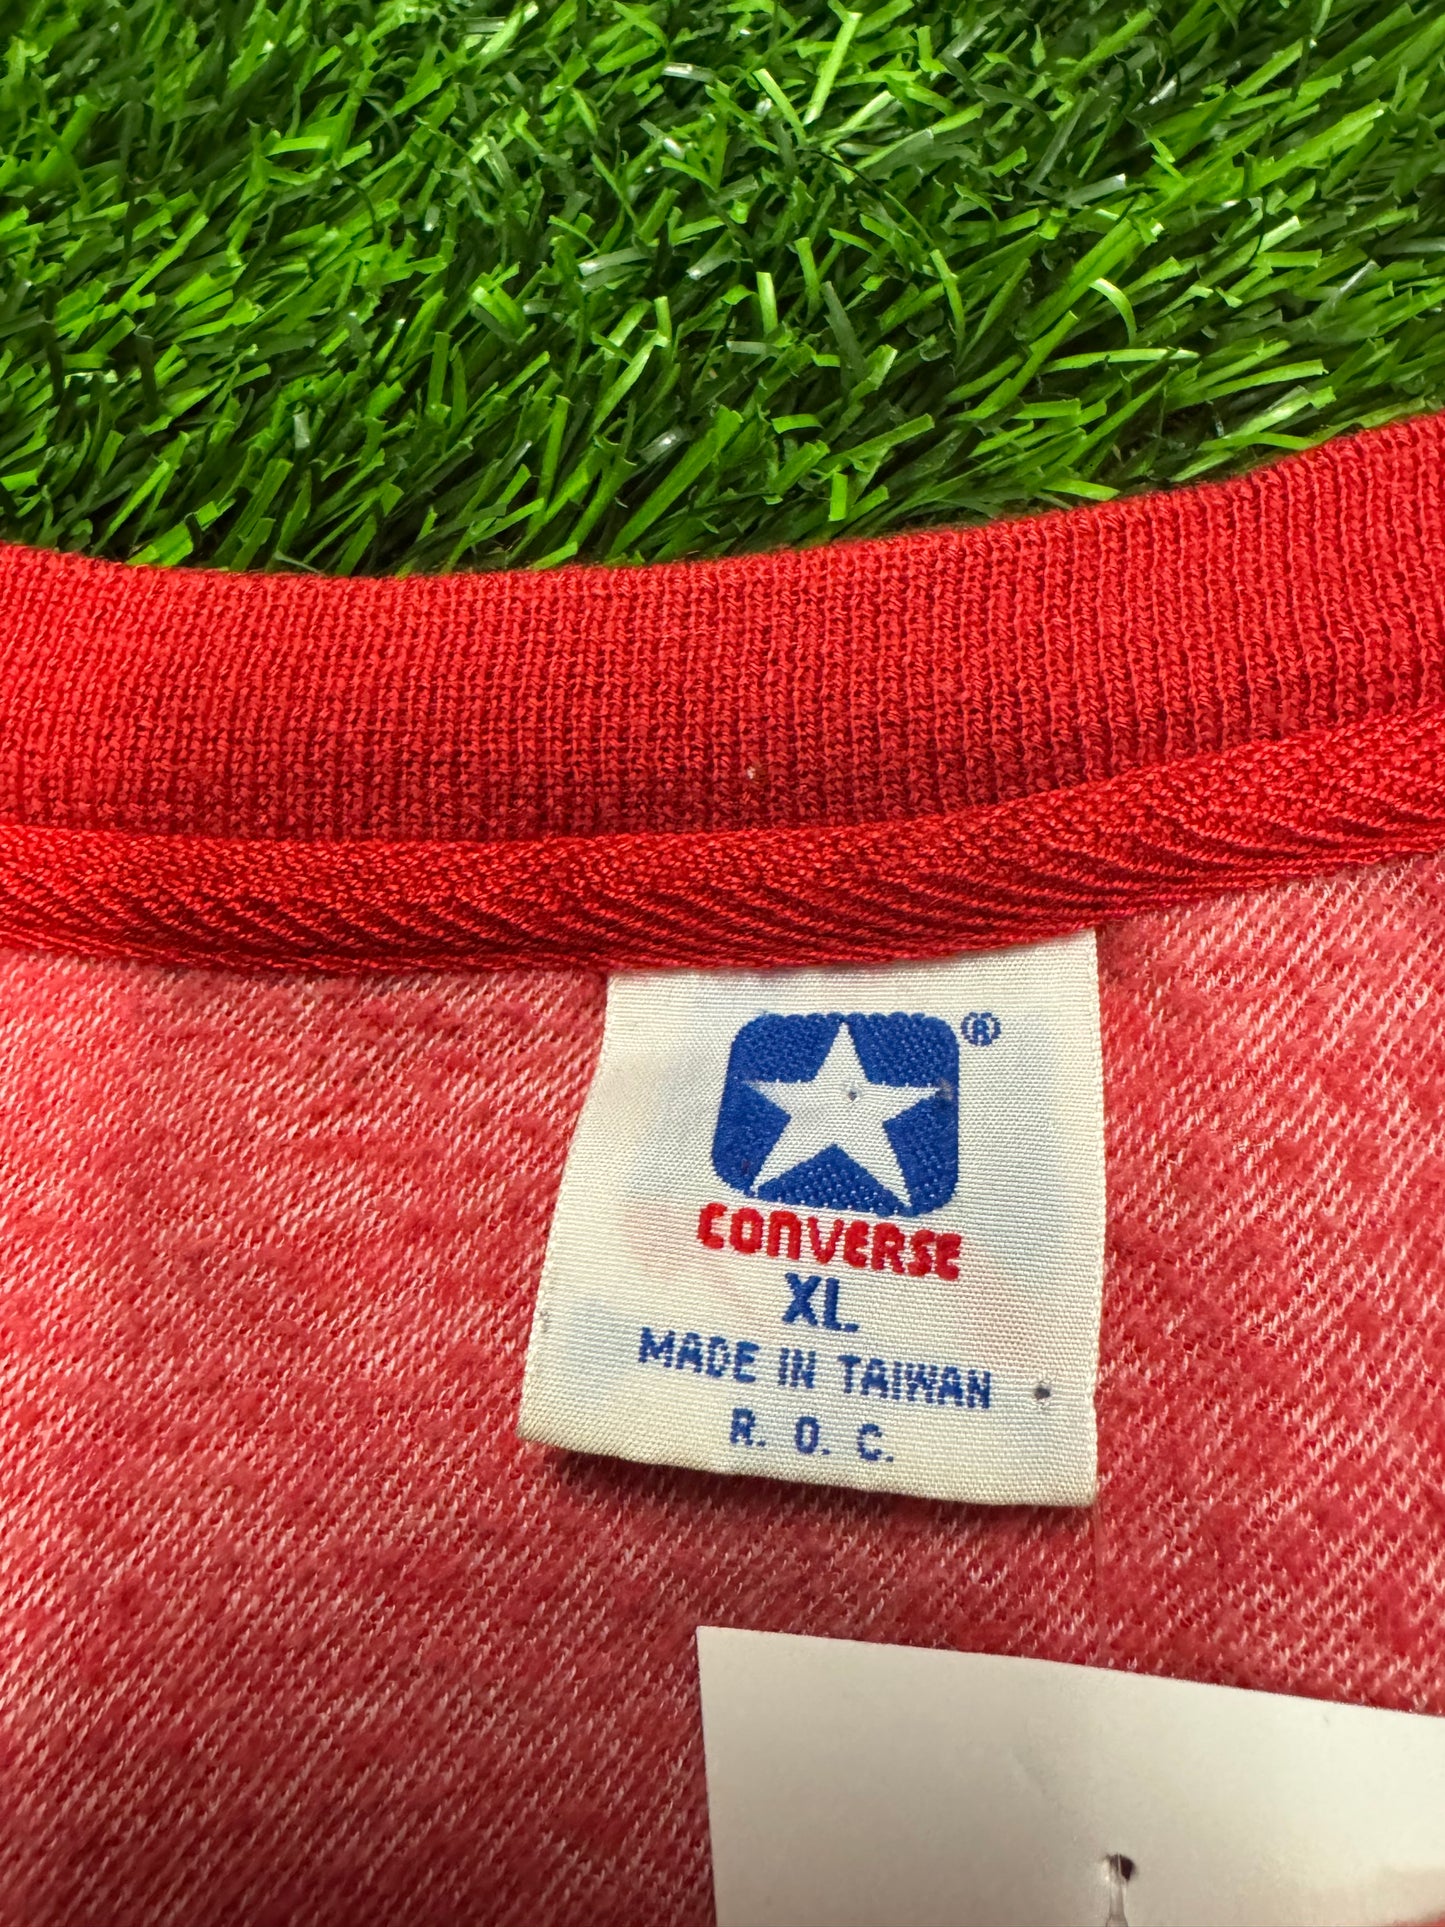 ®
CONVERSE
XL
MADE IN TAIWAN
R. O. C.